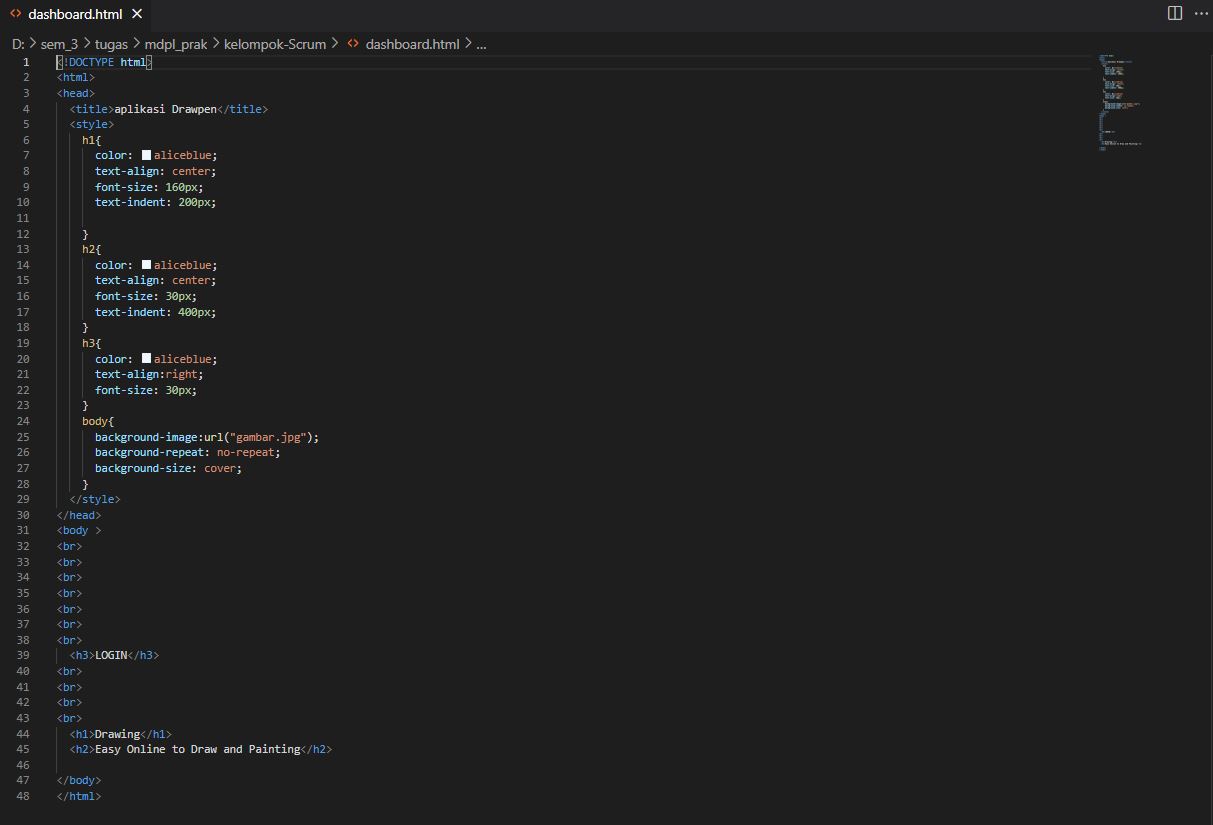 dashboard.html
D: > sem_3 > tugas > mdpl_prak > kelompok-Scrum > dashboard.html > ...
1 <!DOCTYPE html>
2 <html>
3 <head>
4 <title>aplikasi Drawpen</title>
5 <style>
6 h1{
7 color: aliceblue;
8 text-align: center;
9 font-size: 160px;
10 text-indent: 200px;
11
12 }
13 h2{
14 color: aliceblue;
15 text-align: center;
16 font-size: 30px;
17 text-indent: 400px;
18 }
19 h3{
20 color: aliceblue;
21 text-align:right;
22 font-size: 30px;
23 }
24 body{
25 background-image:url("gambar.jpg");
26 background-repeat: no-repeat;
27 background-size: cover;
28 }
29 </style>
30 </head>
31 <body >
32 <br>
33 <br>
34 <br>
35 <br>
36 <br>
37 <br>
38 <br>
39 <h3>LOGIN</h3>
40 <br>
41 <br>
42 <br>
43 <br>
44 <h1>Drawing</h1>
45 <h2>Easy Online to Draw and Painting</h2>
46
47 </body>
48 </html>